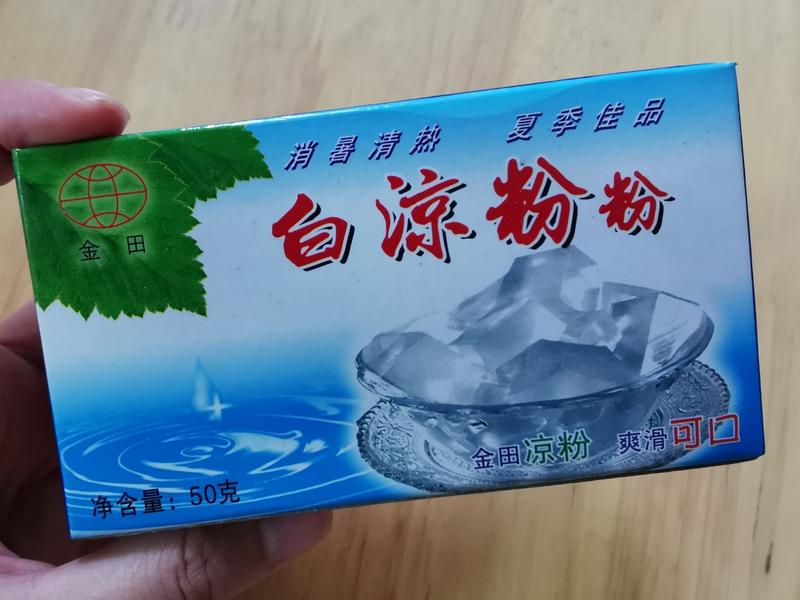 消暑清热 夏季佳品
白凉粉粉
金田
金田凉粉 爽滑可口
净含量：50克